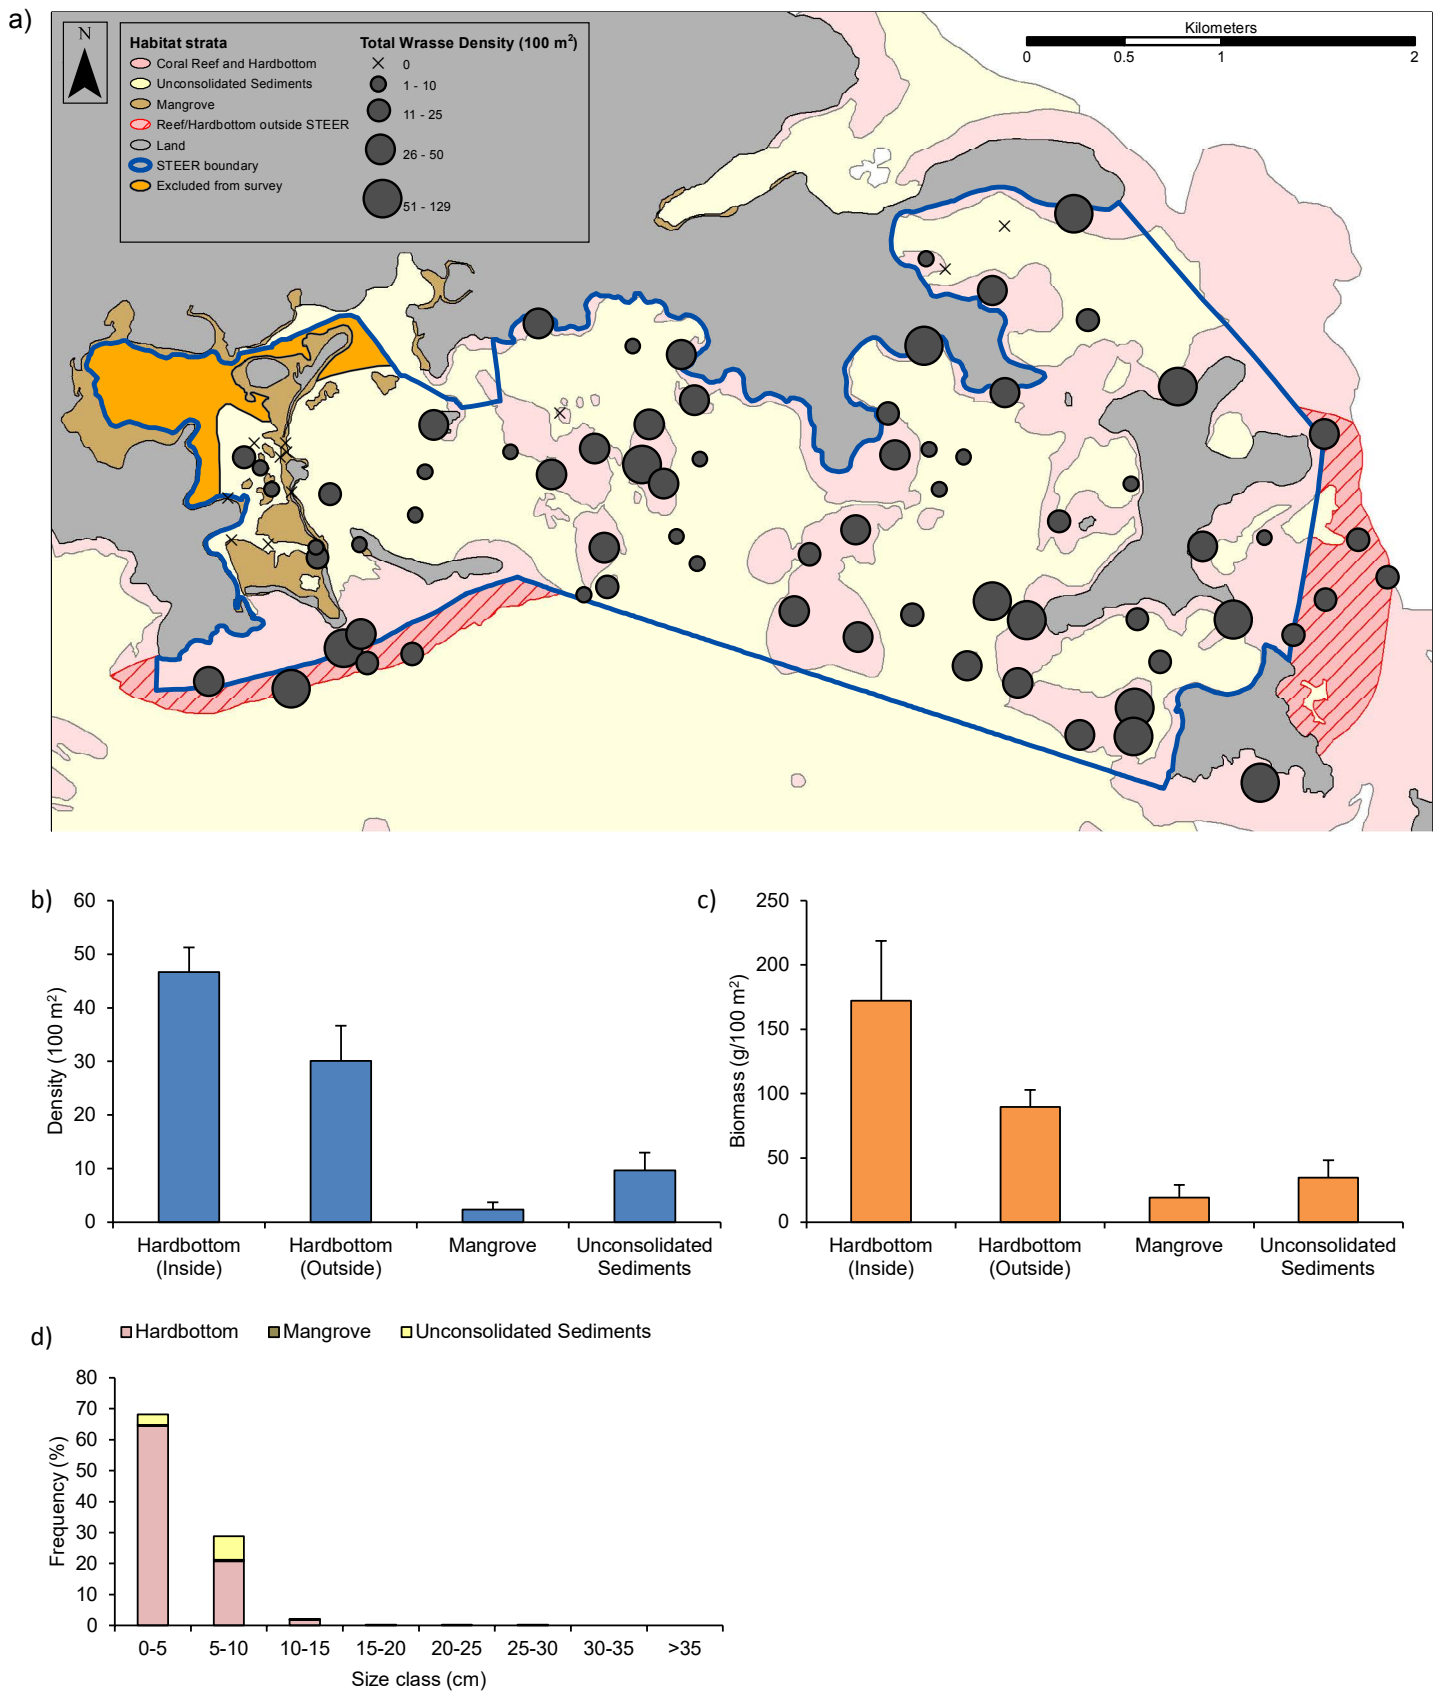 a)
N
Habitat strata
Coral Reef and Hardbottom
Unconsolidated Sediments
Mangrove
Reef/Hardbottom outside STEER
Land
STEER boundary
Excluded from survey
Total Wrasse Density (100 m²)
0
1 - 10
11 - 25
26 - 50
51 - 129
Kilometers
0 0.5 1 2
b)
60
50
40
30
20
10
0
Density (100 m²)
Hardbottom (Inside)
Hardbottom (Outside)
Mangrove
Unconsolidated Sediments
c)
250
200
150
100
50
0
Biomass (g/100 m²)
Hardbottom (Inside)
Hardbottom (Outside)
Mangrove
Unconsolidated Sediments
d)
Hardbottom Mangrove Unconsolidated Sediments
80
70
60
50
40
30
20
10
0
Frequency (%)
0-5 5-10 10-15 15-20 20-25 25-30 30-35 >35
Size class (cm)